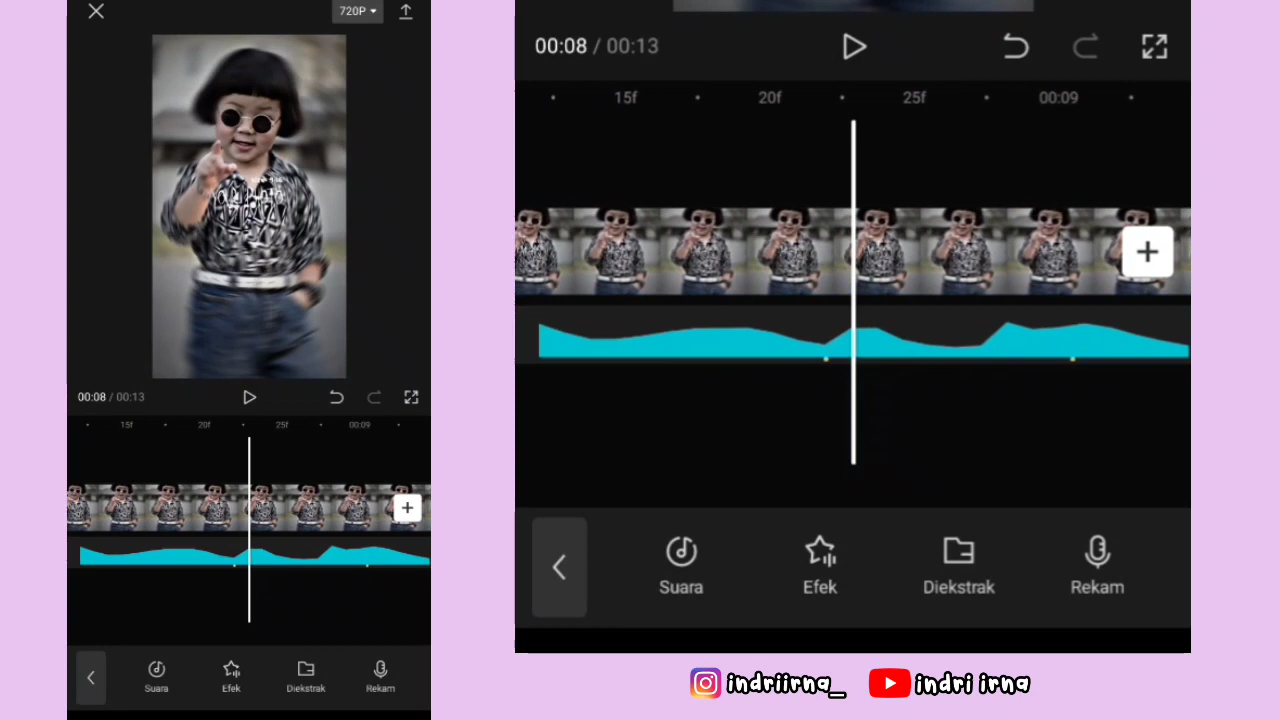 720P
00:08 / 00:13
15f 20f 25f 00:09
Suara Efek Diekstrak Rekam
00:08 / 00:13
15f 20f 25f 00:09
Suara Efek Diekstrak Rekam
indriirna_ indri irna